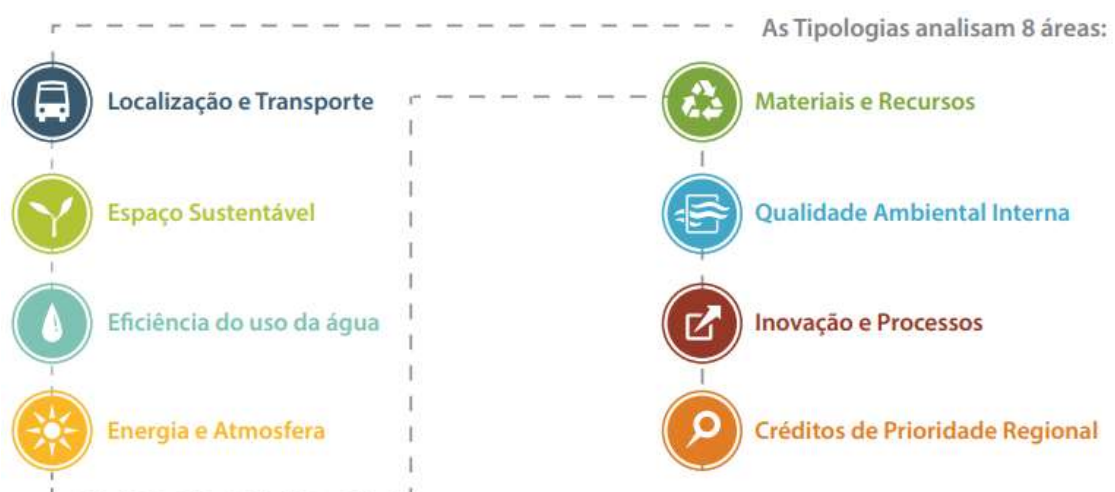 As Tipologias analisam 8 áreas:
Localização e Transporte
Espaço Sustentável
Eficiência do uso da água
Energia e Atmosfera
Materiais e Recursos
Qualidade Ambiental Interna
Inovação e Processos
Créditos de Prioridade Regional